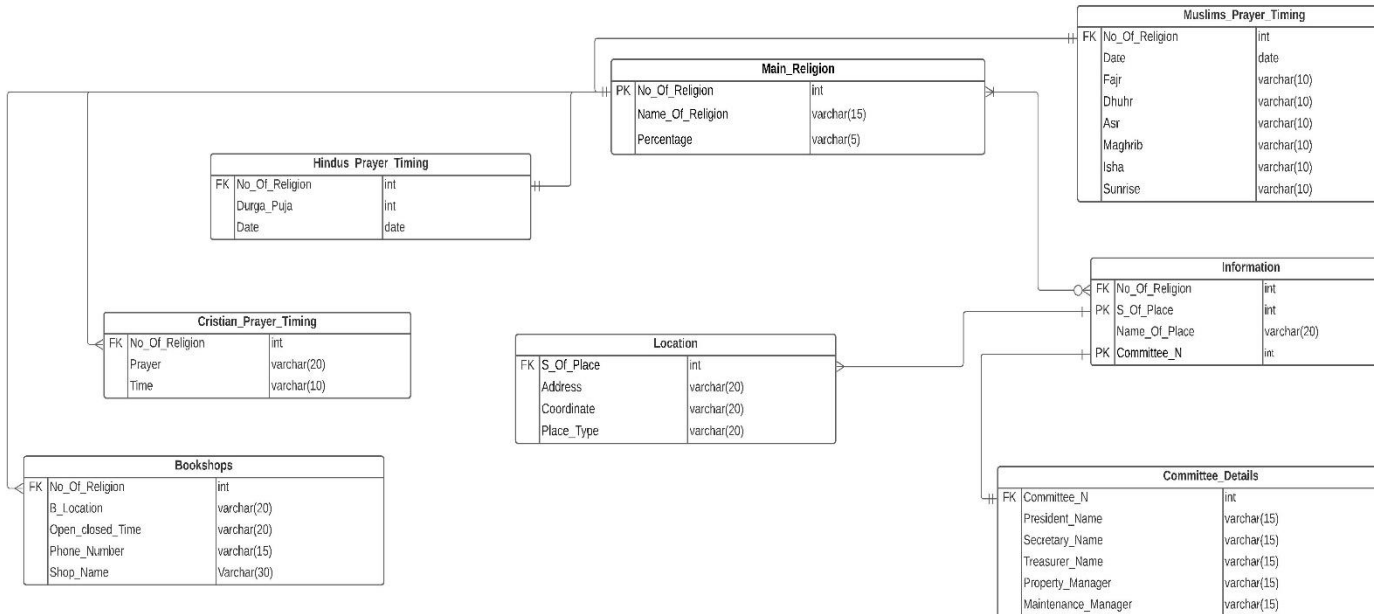 Muslims_Prayer_Timing
FK No_Of_Religion int
Date date
Fajr varchar(10)
Dhuhr varchar(10)
Asr varchar(10)
Maghrib varchar(10)
Isha varchar(10)
Sunrise varchar(10)
Main_Religion
PK No_Of_Religion int
Name_Of_Religion varchar(15)
Percentage varchar(5)
Hindus_Prayer_Timing
FK No_Of_Religion int
Durga_Puja int
Date date
Information
FK No_Of_Religion int
PK S_Of_Place int
Name_Of_Place varchar(20)
PK Committee_N int
Cristian_Prayer_Timing
FK No_Of_Religion int
Prayer varchar(20)
Time varchar(10)
Location
FK S_Of_Place int
Address varchar(20)
Coordinate varchar(20)
Place_Type varchar(20)
Bookshops
FK No_Of_Religion int
B_Location varchar(20)
Open_closed_Time varchar(20)
Phone_Number varchar(15)
Shop_Name Varchar(30)
Committee_Details
FK Committee_N int
President_Name varchar(15)
Secretary_Name varchar(15)
Treasurer_Name varchar(15)
Property_Manager varchar(15)
Maintenance_Manager varchar(15)